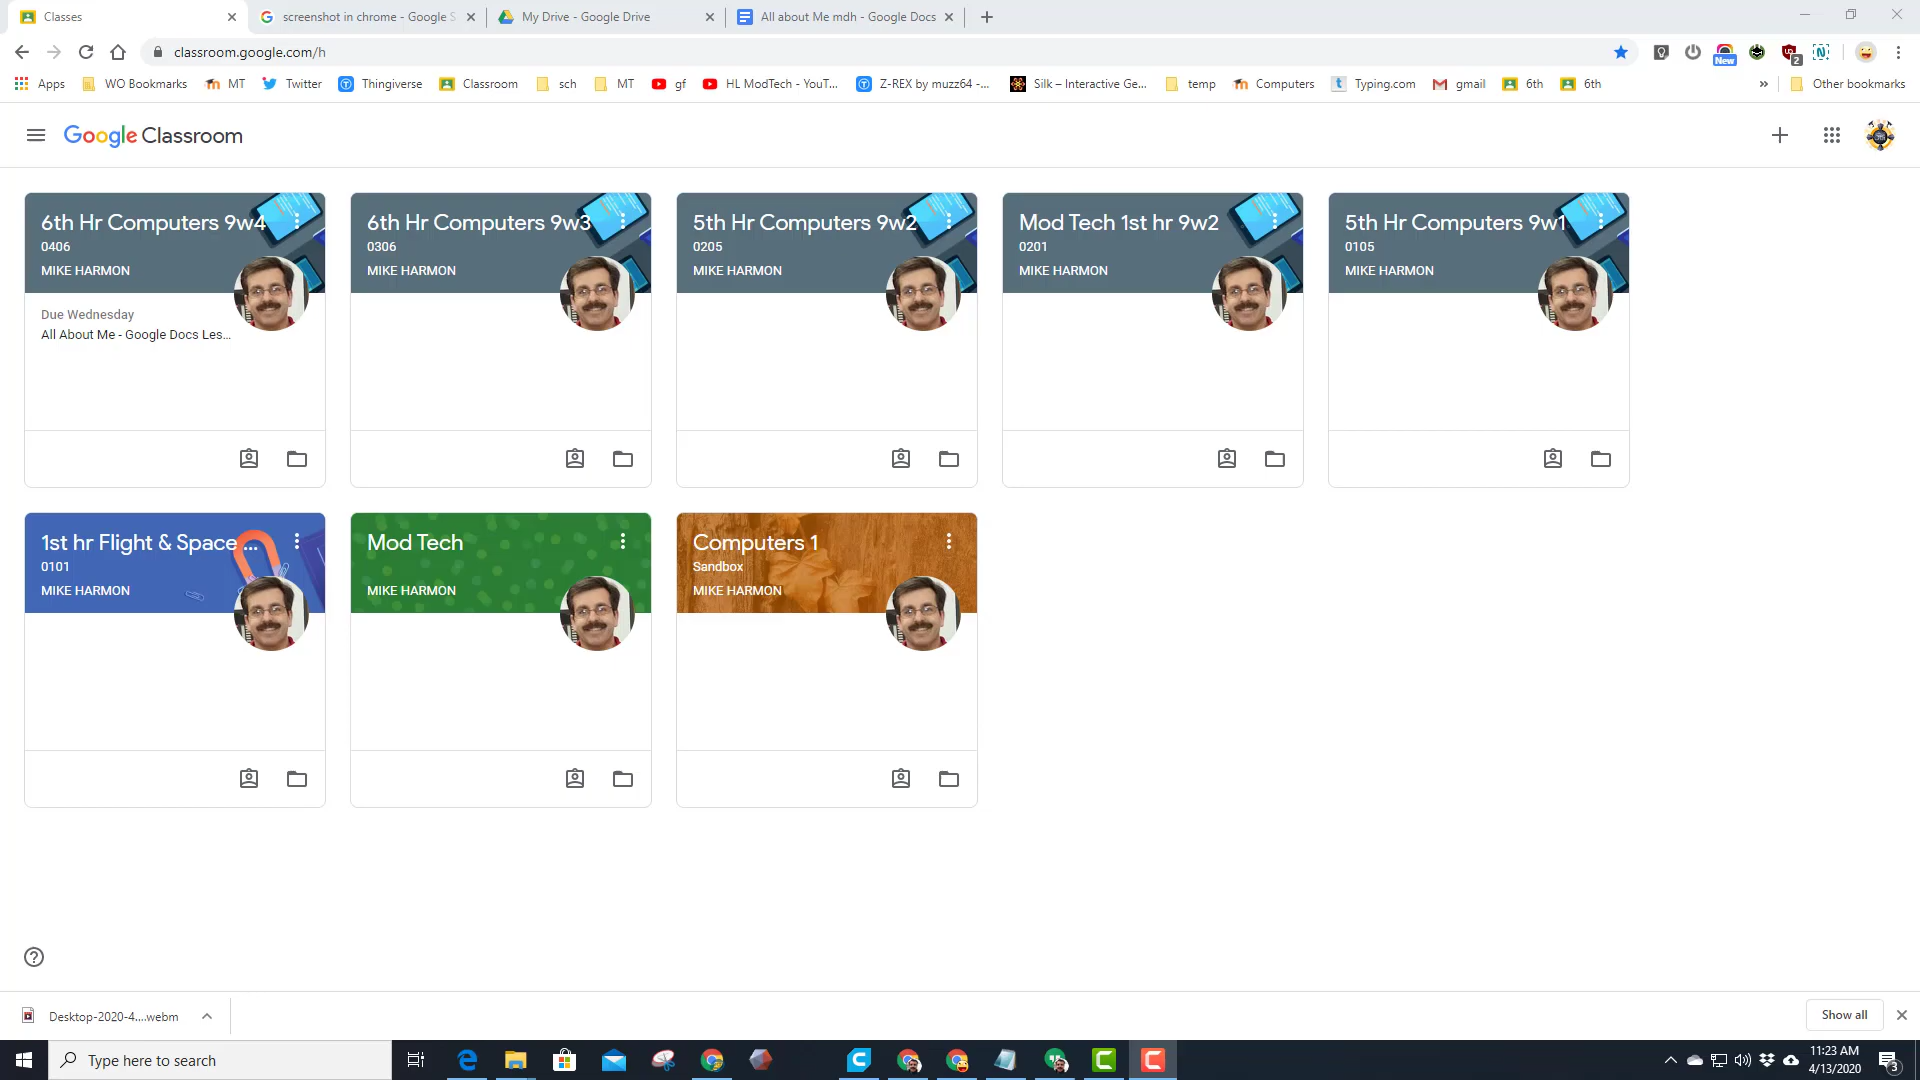 Classes
screenshot in chrome - Google S
My Drive - Google Drive
All about Me mdh - Google Docs
classroom.google.com/h
New
2
Apps
WO Bookmarks
MT
Twitter
Thingiverse
Classroom
sch
MT
gf
HL ModTech - YouT...
Z-REX by muzz64 -...
Silk – Interactive Ge...
temp
Computers
Typing.com
gmail
6th
6th
»
Other bookmarks
Google Classroom
6th Hr Computers 9w4
0406
MIKE HARMON
Due Wednesday
All About Me - Google Docs Les...
6th Hr Computers 9w3
0306
MIKE HARMON
5th Hr Computers 9w2
0205
MIKE HARMON
Mod Tech 1st hr 9w2
0201
MIKE HARMON
5th Hr Computers 9w1
0105
MIKE HARMON
1st hr Flight & Space ...
0101
MIKE HARMON
Mod Tech
MIKE HARMON
Computers 1
Sandbox
MIKE HARMON
Desktop-2020-4....webm
Show all
Type here to search
11:23 AM
4/13/2020
3